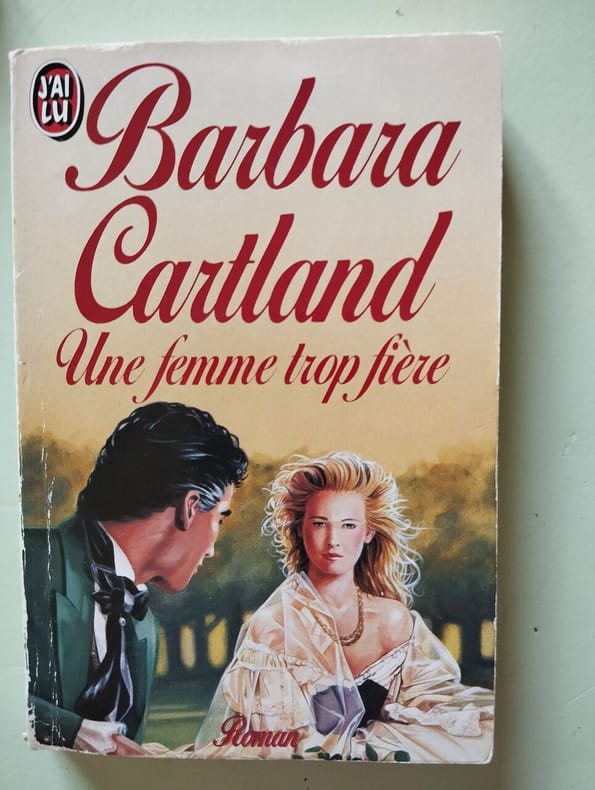 J'AI
LU
Barbara
Cartland
Une femme trop fière
Roman